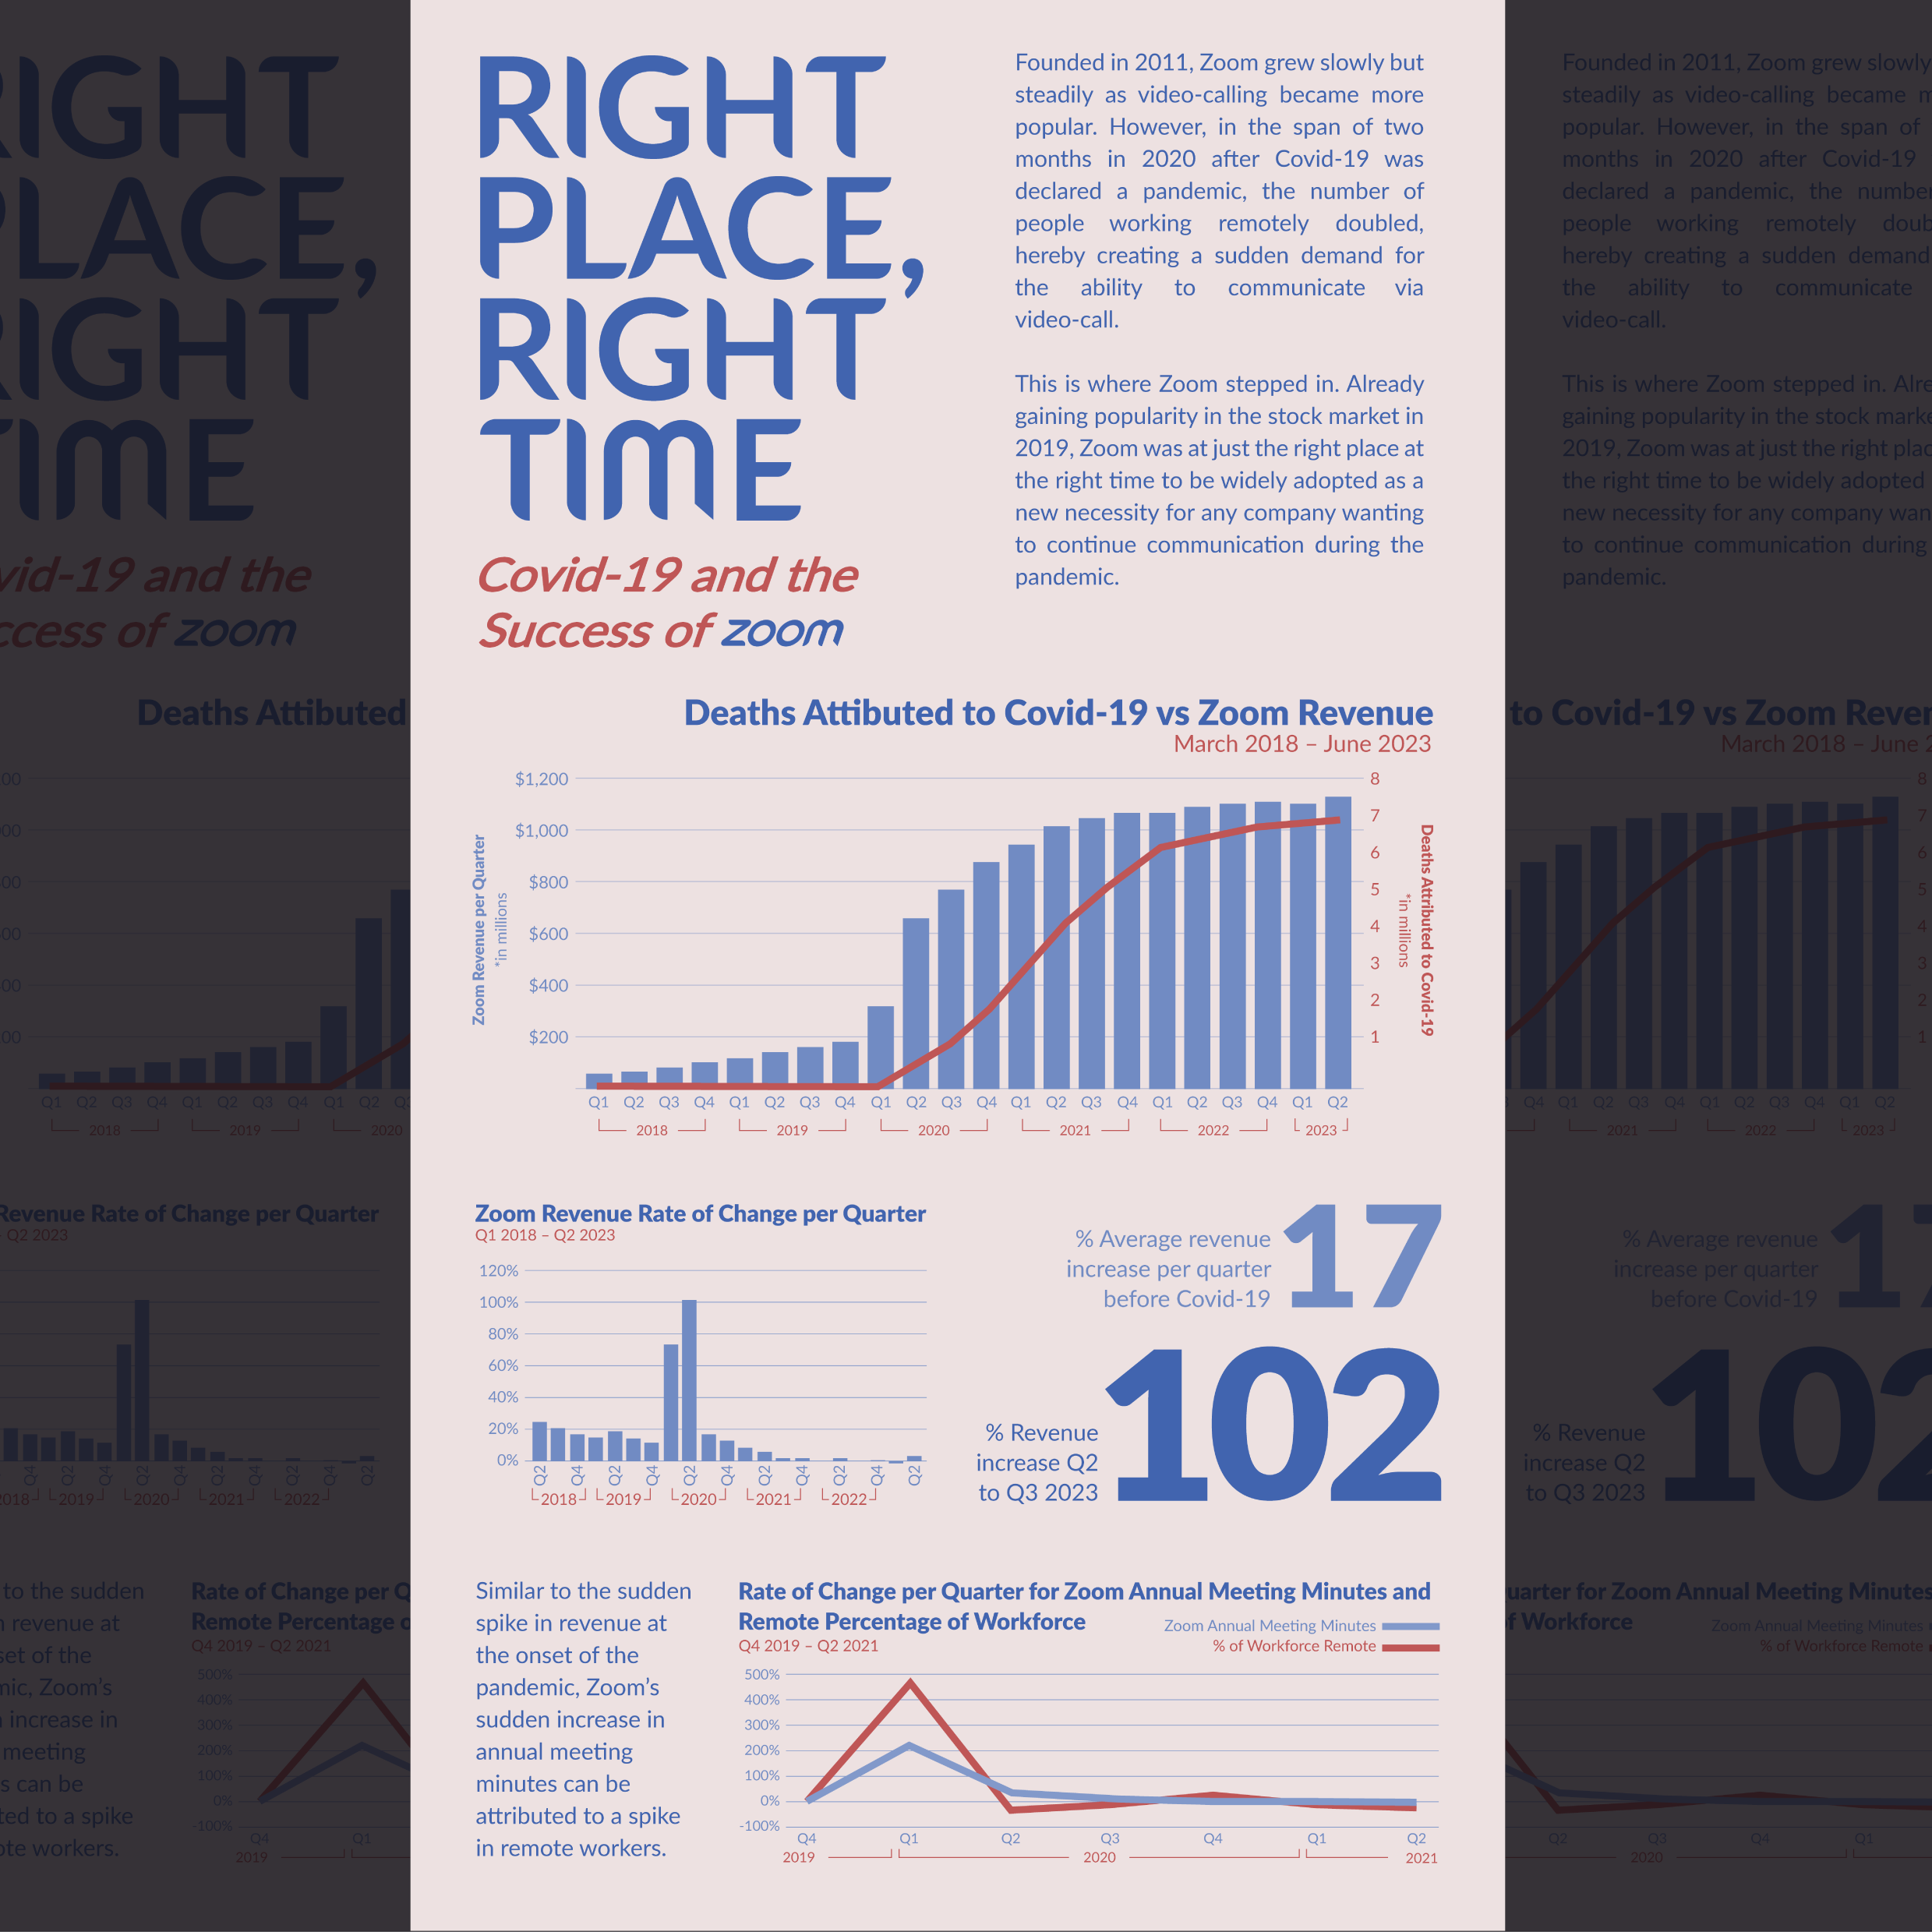 RIGHT
PLACE,
RIGHT
TIME
Covid-19 and the
Success of zoom
Founded in 2011, Zoom grew slowly but
steadily as video-calling became more
popular. However, in the span of two
months in 2020 after Covid-19 was
declared a pandemic, the number of
people working remotely doubled,
hereby creating a sudden demand for
the ability to communicate via
video-call.
This is where Zoom stepped in. Already
gaining popularity in the stock market in
2019, Zoom was at just the right place at
the right time to be widely adopted as a
new necessity for any company wanting
to continue communication during the
pandemic.
Deaths Attibuted to Covid-19 vs Zoom Revenue
March 2018 – June 2023
Zoom Revenue per Quarter
*in millions
$1,200
$1,000
$800
$600
$400
$200
8
7
6
5
4
3
2
1
Deaths Attributed to Covid-19
*in millions
Q1 Q2 Q3 Q4 Q1 Q2 Q3 Q4 Q1 Q2 Q3 Q4 Q1 Q2 Q3 Q4 Q1 Q2 Q3 Q4 Q1 Q2
2018 2019 2020 2021 2022 2023
Zoom Revenue Rate of Change per Quarter
Q1 2018 – Q2 2023
120%
100%
80%
60%
40%
20%
0%
Q2 Q4 Q2 Q4 Q2 Q4 Q2 Q4 Q2 Q4 Q2
2018 2019 2020 2021 2022
% Average revenue
increase per quarter
before Covid-19
17
% Revenue
increase Q2
to Q3 2023
102
Similar to the sudden
spike in revenue at
the onset of the
pandemic, Zoom's
sudden increase in
annual meeting
minutes can be
attributed to a spike
in remote workers.
Rate of Change per Quarter for Zoom Annual Meeting Minutes and
Remote Percentage of Workforce
Q4 2019 – Q2 2021
Zoom Annual Meeting Minutes
% of Workforce Remote
500%
400%
300%
200%
100%
0%
-100%
Q4 Q1 Q2 Q3 Q4 Q1 Q2
2019 2020 2021